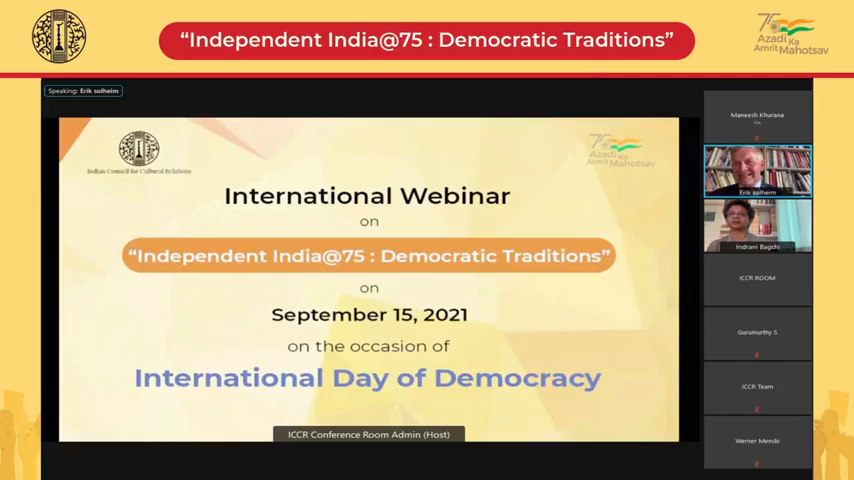 “Independent India@75 : Democratic Traditions”
75
Azadi
Ka
Amrit Mahotsav
Speaking: Erik solheim
Indian Council for Cultural Relations
75
Azadi
Ka
Amrit Mahotsav
International Webinar
on
“Independent India@75 : Democratic Traditions”
on
September 15, 2021
on the occasion of
International Day of Democracy
ICCR Conference Room Admin (Host)
Maneesh Khurana
Erik solheim
Indrani Bagchi
ICCR ROOM
Gurumurthy S
ICCR Team
Werner Menski